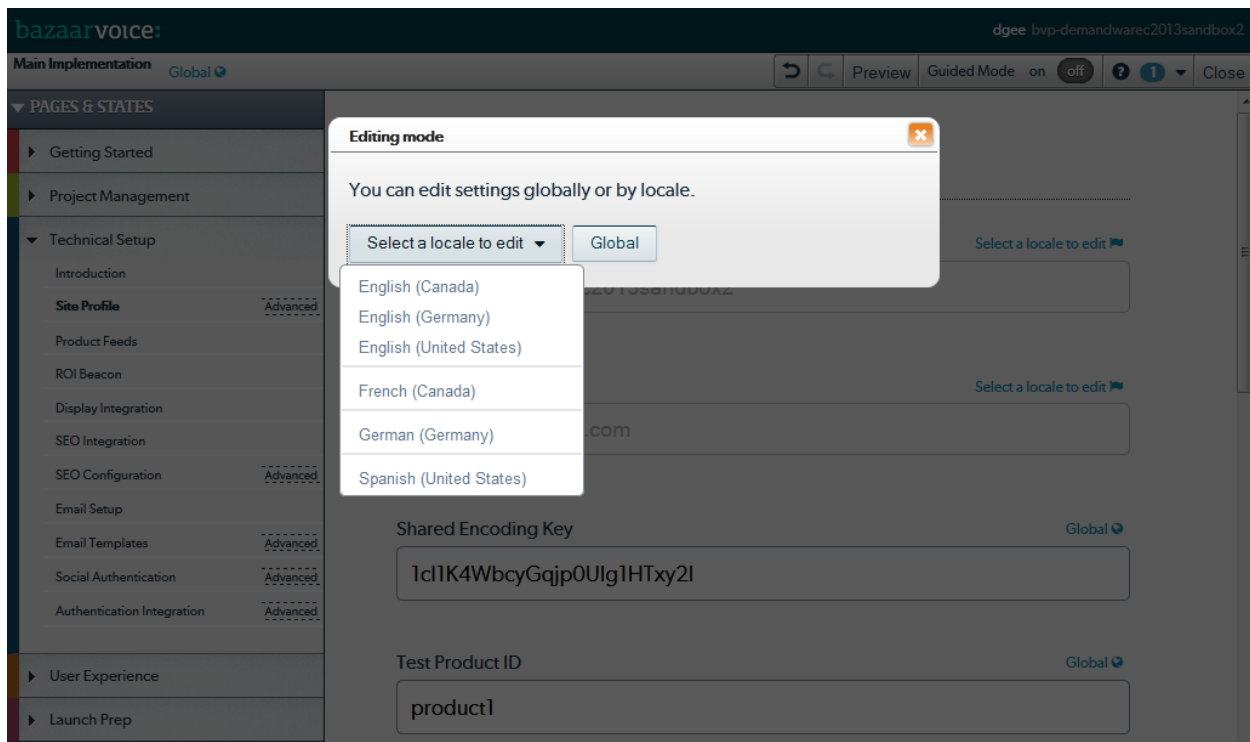 bazaarvoice:
dgee bvp-demandwarec2013sandbox2
Main Implementation Global
Preview Guided Mode on off ? 1 Close
PAGES & STATES
Getting Started
Project Management
Technical Setup
Introduction
Site Profile Advanced
Product Feeds
ROI Beacon
Display Integration
SEO Integration
SEO Configuration Advanced
Email Setup
Email Templates Advanced
Social Authentication Advanced
Authentication Integration Advanced
User Experience
Launch Prep
Editing mode
You can edit settings globally or by locale.
Select a locale to edit Global
English (Canada)
English (Germany)
English (United States)
French (Canada)
German (Germany)
Spanish (United States)
Select a locale to edit
c2013sandbox2
Select a locale to edit
.com
Shared Encoding Key Global
1cl1K4WbcyGqjp0Ulg1HTxy2l
Test Product ID Global
product1